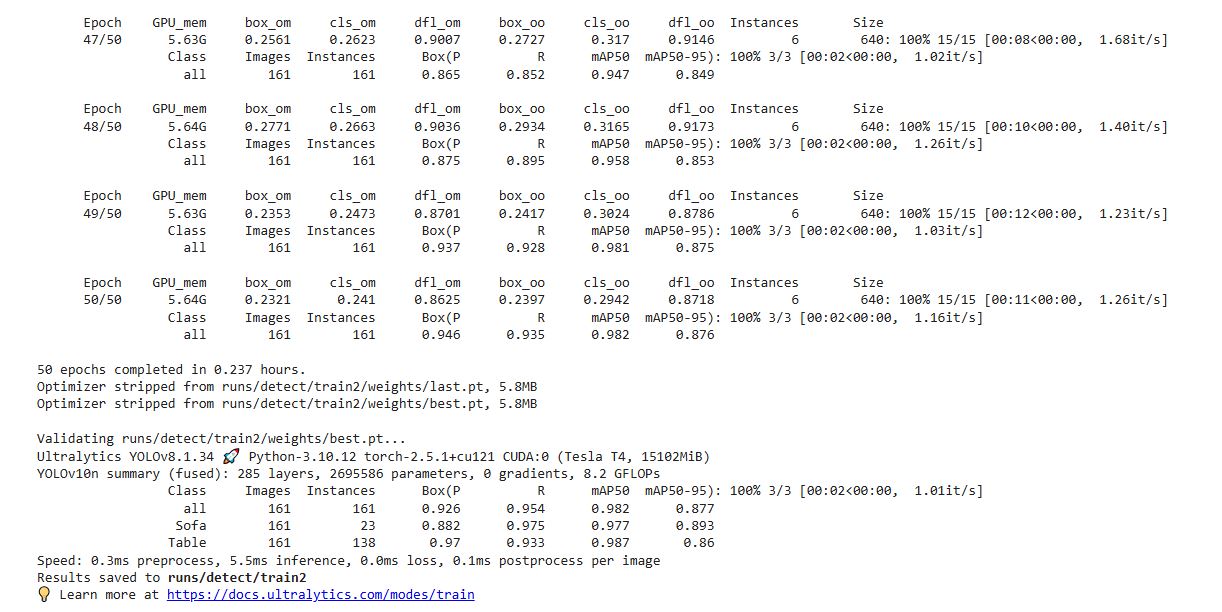 Epoch GPU_mem box_om cls_om dfl_om box_oo cls_oo dfl_oo Instances Size
47/50 5.63G 0.2561 0.2623 0.9007 0.2727 0.317 0.9146 6 640: 100% 15/15 [00:08<00:00, 1.68it/s]
Class Images Instances Box(P R mAP50 mAP50-95): 100% 3/3 [00:02<00:00, 1.02it/s]
all 161 161 0.865 0.852 0.947 0.849
Epoch GPU_mem box_om cls_om dfl_om box_oo cls_oo dfl_oo Instances Size
48/50 5.64G 0.2771 0.2663 0.9036 0.2934 0.3165 0.9173 6 640: 100% 15/15 [00:10<00:00, 1.40it/s]
Class Images Instances Box(P R mAP50 mAP50-95): 100% 3/3 [00:02<00:00, 1.26it/s]
all 161 161 0.875 0.895 0.958 0.853
Epoch GPU_mem box_om cls_om dfl_om box_oo cls_oo dfl_oo Instances Size
49/50 5.63G 0.2353 0.2473 0.8701 0.2417 0.3024 0.8786 6 640: 100% 15/15 [00:12<00:00, 1.23it/s]
Class Images Instances Box(P R mAP50 mAP50-95): 100% 3/3 [00:02<00:00, 1.03it/s]
all 161 161 0.937 0.928 0.981 0.875
Epoch GPU_mem box_om cls_om dfl_om box_oo cls_oo dfl_oo Instances Size
50/50 5.64G 0.2321 0.241 0.8625 0.2397 0.2942 0.8718 6 640: 100% 15/15 [00:11<00:00, 1.26it/s]
Class Images Instances Box(P R mAP50 mAP50-95): 100% 3/3 [00:02<00:00, 1.16it/s]
all 161 161 0.946 0.935 0.982 0.876
50 epochs completed in 0.237 hours.
Optimizer stripped from runs/detect/train2/weights/last.pt, 5.8MB
Optimizer stripped from runs/detect/train2/weights/best.pt, 5.8MB
Validating runs/detect/train2/weights/best.pt...
Ultralytics YOLOv8.1.34 🚀 Python-3.10.12 torch-2.5.1+cu121 CUDA:0 (Tesla T4, 15102MiB)
YOLOv10n summary (fused): 285 layers, 2695586 parameters, 0 gradients, 8.2 GFLOPs
Class Images Instances Box(P R mAP50 mAP50-95): 100% 3/3 [00:02<00:00, 1.01it/s]
all 161 161 0.926 0.954 0.982 0.877
Sofa 161 23 0.882 0.975 0.977 0.893
Table 161 138 0.97 0.933 0.987 0.86
Speed: 0.3ms preprocess, 5.5ms inference, 0.0ms loss, 0.1ms postprocess per image
Results saved to runs/detect/train2
💡 Learn more at https://docs.ultralytics.com/modes/train